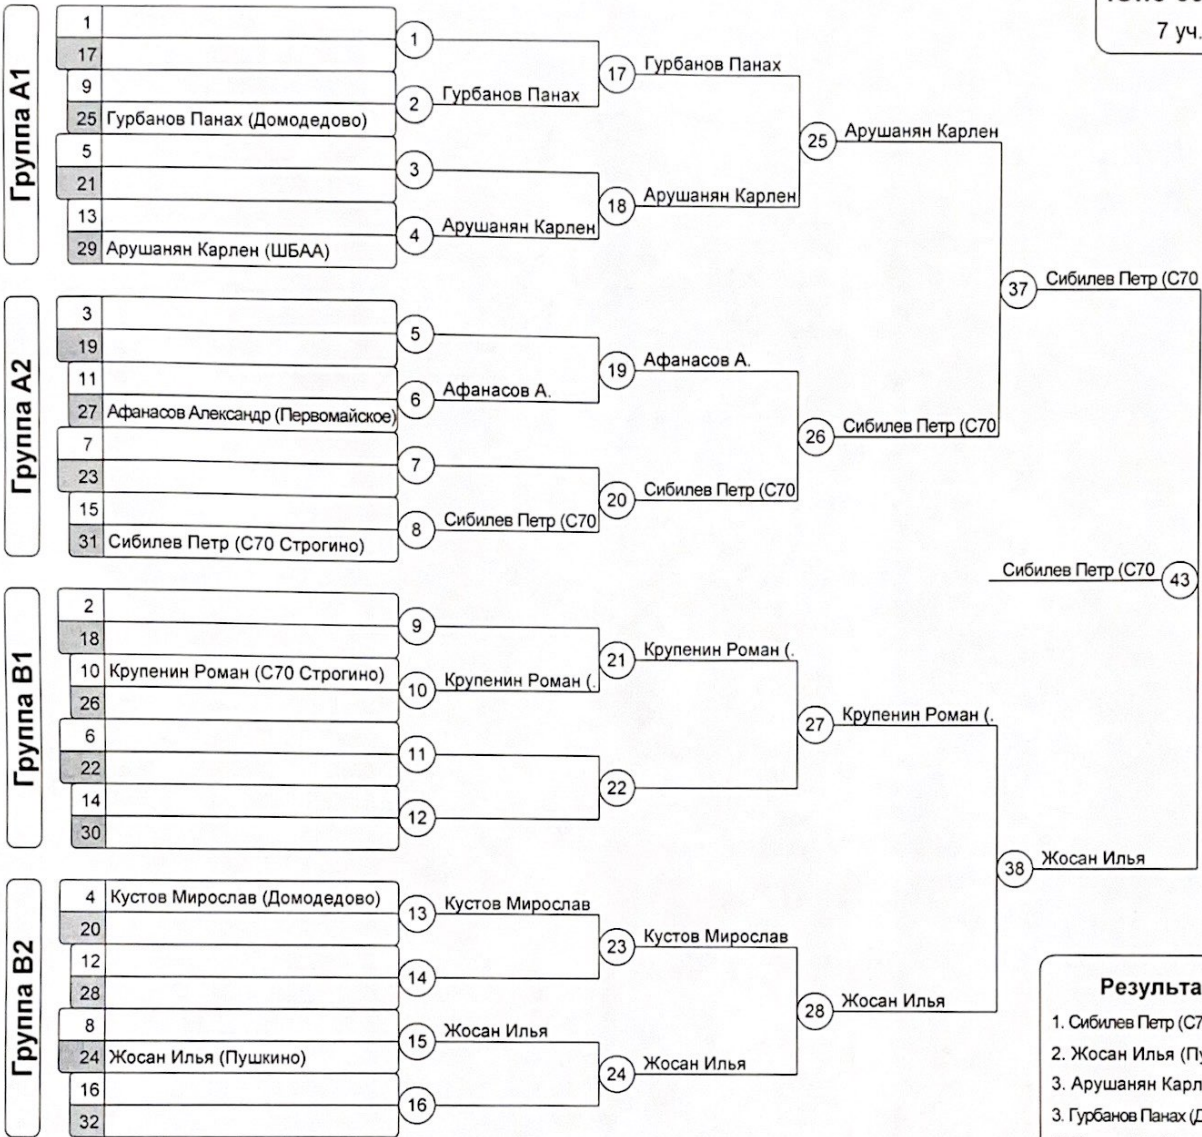 7 уч.
Группа А1
1
17
9
25 Гурбанов Панах (Домодедово)
5
21
13
29 Арушанян Карлен (ШБАА)
1
2 Гурбанов Панах
3
4 Арушанян Карлен
17 Гурбанов Панах
18 Арушанян Карлен
25 Арушанян Карлен
Группа А2
3
19
11
27 Афанасов Александр (Первомайское)
7
23
15
31 Сибилев Петр (С70 Строгино)
5
6 Афанасов А.
7
8 Сибилев Петр (С70
19 Афанасов А.
20 Сибилев Петр (С70
26 Сибилев Петр (С70
37 Сибилев Петр (С70
Сибилев Петр (С70 43
Группа В1
2
18
10 Крупенин Роман (С70 Строгино)
26
6
22
14
30
9
10 Крупенин Роман (.
11
12
21 Крупенин Роман (.
22
27 Крупенин Роман (.
Группа В2
4 Кустов Мирослав (Домодедово)
20
12
28
8
24 Жосан Илья (Пушкино)
16
32
13 Кустов Мирослав
14
15 Жосан Илья
16
23 Кустов Мирослав
24 Жосан Илья
28 Жосан Илья
38 Жосан Илья
Результа
1. Сибилев Петр (С7
2. Жосан Илья (Пу
3. Арушанян Карл
3. Гурбанов Панах (Д